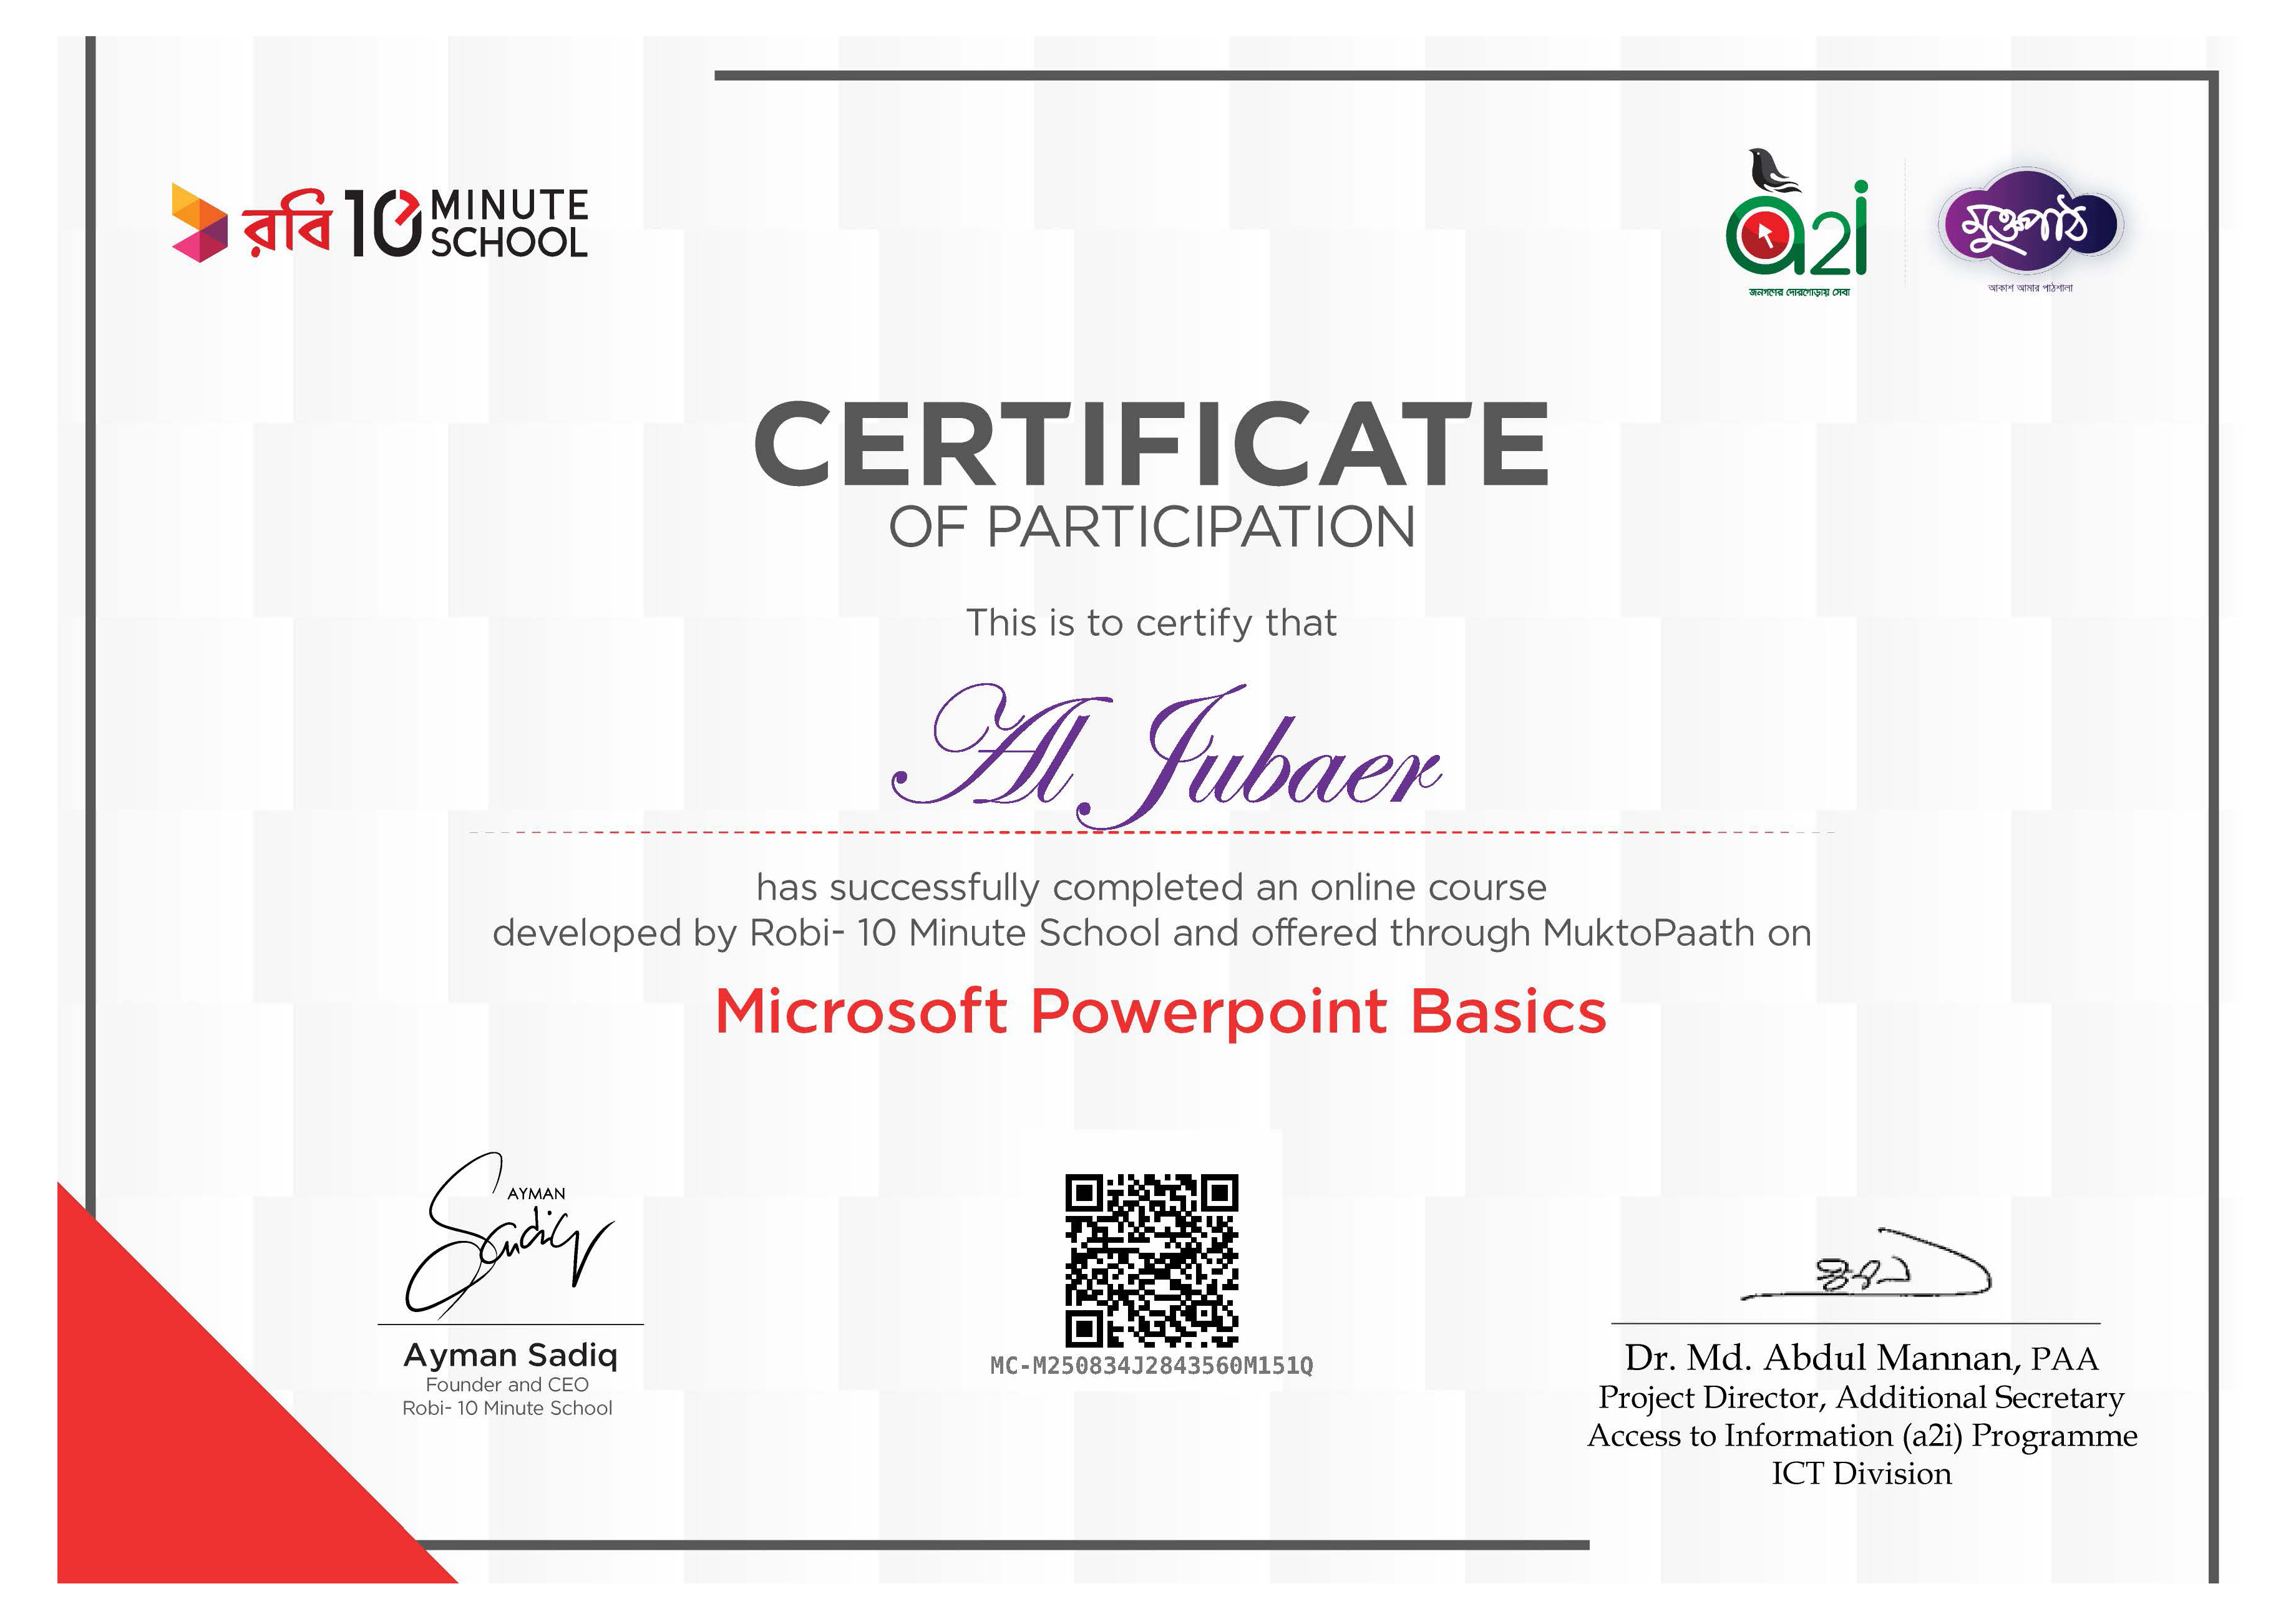 রবি 10 MINUTE SCHOOL
a2i
জনগণের দোরগোড়ায় সেবা
মুক্তপাঠ
আকাশ আমার পাঠশালা
CERTIFICATE
OF PARTICIPATION
This is to certify that
Al Jubaer
has successfully completed an online course
developed by Robi- 10 Minute School and offered through MuktoPaath on
Microsoft Powerpoint Basics
AYMAN
Sadiq
Ayman Sadiq
Founder and CEO
Robi- 10 Minute School
MC-M250834J2843560M151Q
Dr. Md. Abdul Mannan, PAA
Project Director, Additional Secretary
Access to Information (a2i) Programme
ICT Division